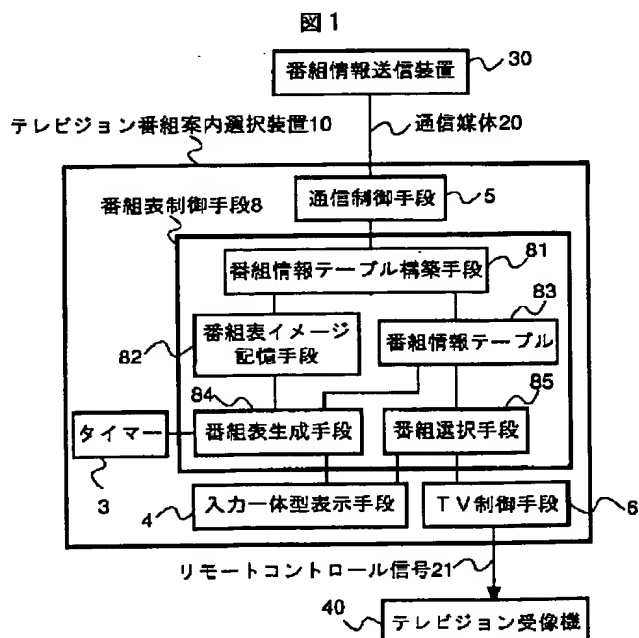 図1
番組情報送信装置
30
テレビジョン番組案内選択装置10
通信媒体20
番組表制御手段8
通信制御手段
5
番組情報テーブル構築手段
81
番組表イメージ
記憶手段
82
83
番組情報テーブル
84
85
タイマー
3
番組表生成手段
番組選択手段
4
入力一体型表示手段
TV制御手段
6
リモートコントロール信号21
40
テレビジョン受像機